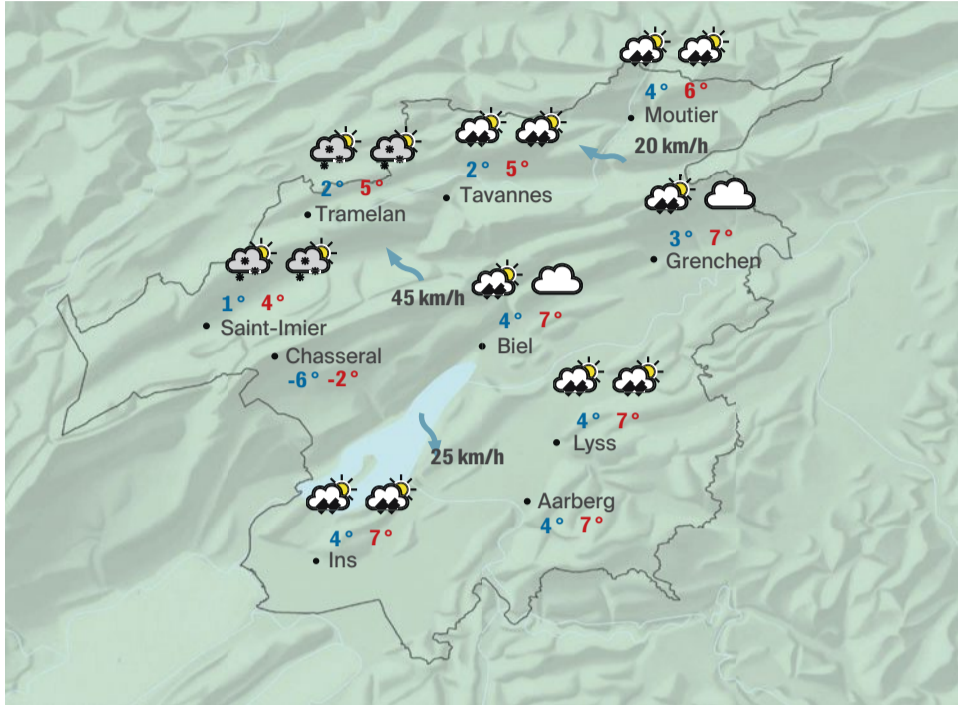 4° 6°
Moutier
20 km/h
2° 5°
Tavannes
2° 5°
Tramelan
3° 7°
Grenchen
1° 4°
Saint-Imier
45 km/h
4° 7°
Biel
Chasseral
-6° -2°
4° 7°
Lyss
25 km/h
Aarberg
4° 7°
4° 7°
Ins